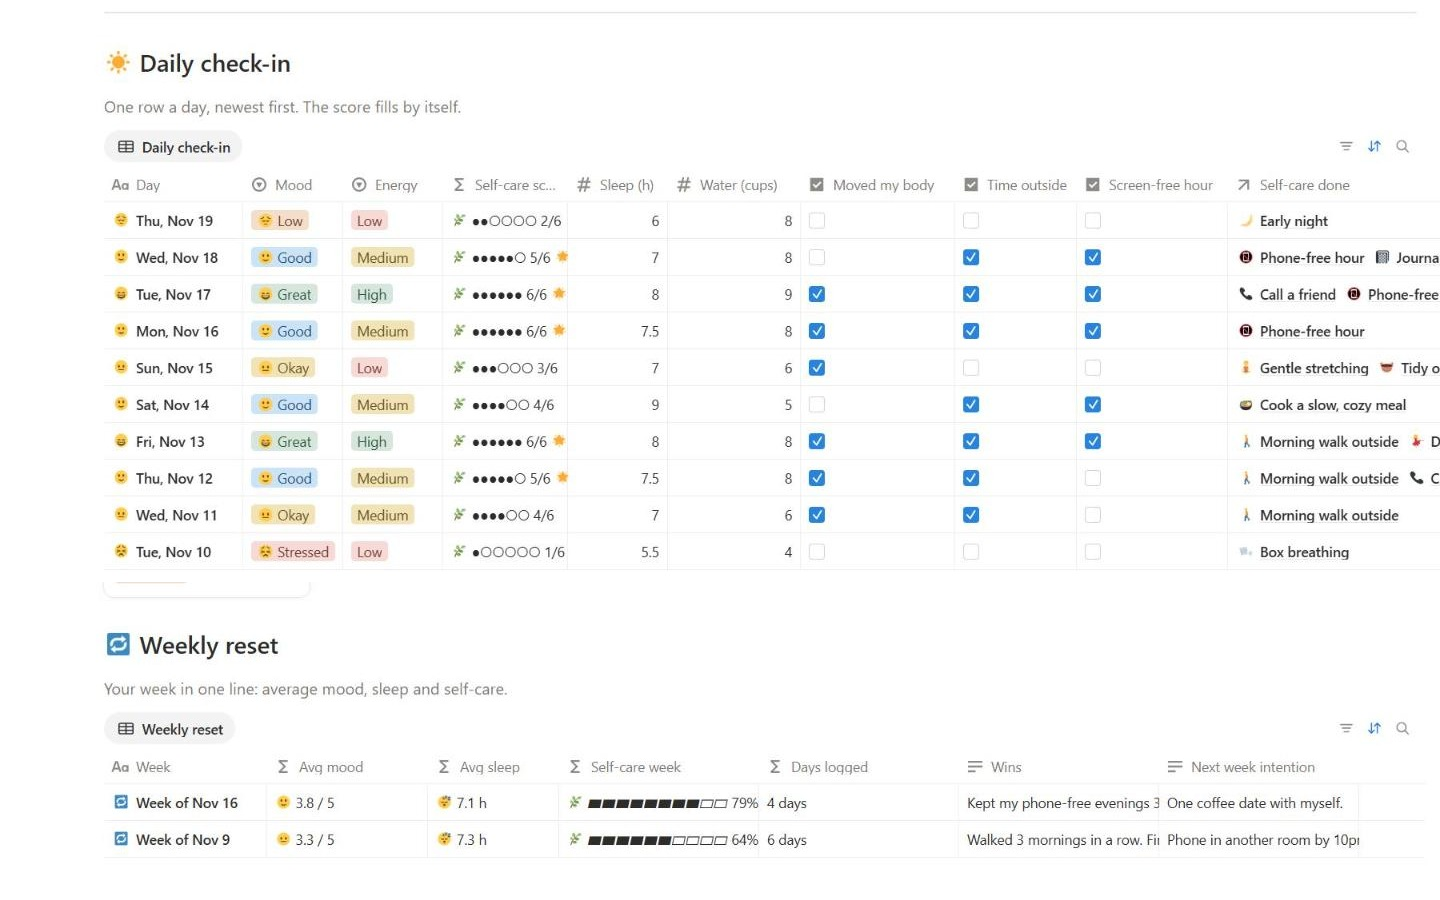 Daily check-in
One row a day, newest first. The score fills by itself.
Daily check-in
Aa Day Mood Energy Σ Self-care sc... # Sleep (h) # Water (cups) Moved my body Time outside Screen-free hour Self-care done
Thu, Nov 19 Low Low ●●○○○○ 2/6 6 8 Early night
Wed, Nov 18 Good Medium ●●●●●○ 5/6 7 8 Phone-free hour Journa
Tue, Nov 17 Great High ●●●●●● 6/6 8 9 Call a friend Phone-free
Mon, Nov 16 Good Medium ●●●●●● 6/6 7.5 8 Phone-free hour
Sun, Nov 15 Okay Low ●●●○○○ 3/6 7 6 Gentle stretching Tidy o
Sat, Nov 14 Good Medium ●●●●○○ 4/6 9 5 Cook a slow, cozy meal
Fri, Nov 13 Great High ●●●●●● 6/6 8 8 Morning walk outside D
Thu, Nov 12 Good Medium ●●●●●○ 5/6 7.5 8 Morning walk outside C
Wed, Nov 11 Okay Medium ●●●●○○ 4/6 7 6 Morning walk outside
Tue, Nov 10 Stressed Low ●○○○○○ 1/6 5.5 4 Box breathing
Weekly reset
Your week in one line: average mood, sleep and self-care.
Weekly reset
Aa Week Σ Avg mood Σ Avg sleep Σ Self-care week Σ Days logged Wins Next week intention
Week of Nov 16 3.8 / 5 7.1 h 79% 4 days Kept my phone-free evenings 3 One coffee date with myself.
Week of Nov 9 3.3 / 5 7.3 h 64% 6 days Walked 3 mornings in a row. Fi Phone in another room by 10p